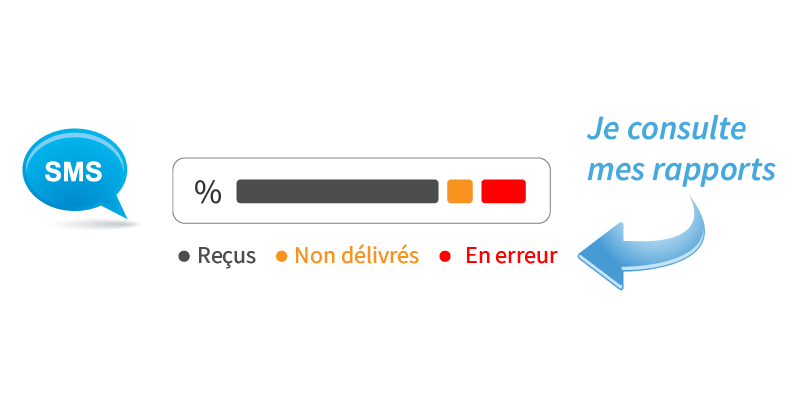 SMS
%
Reçus
Non délivrés
En erreur
Je consulte
mes rapports